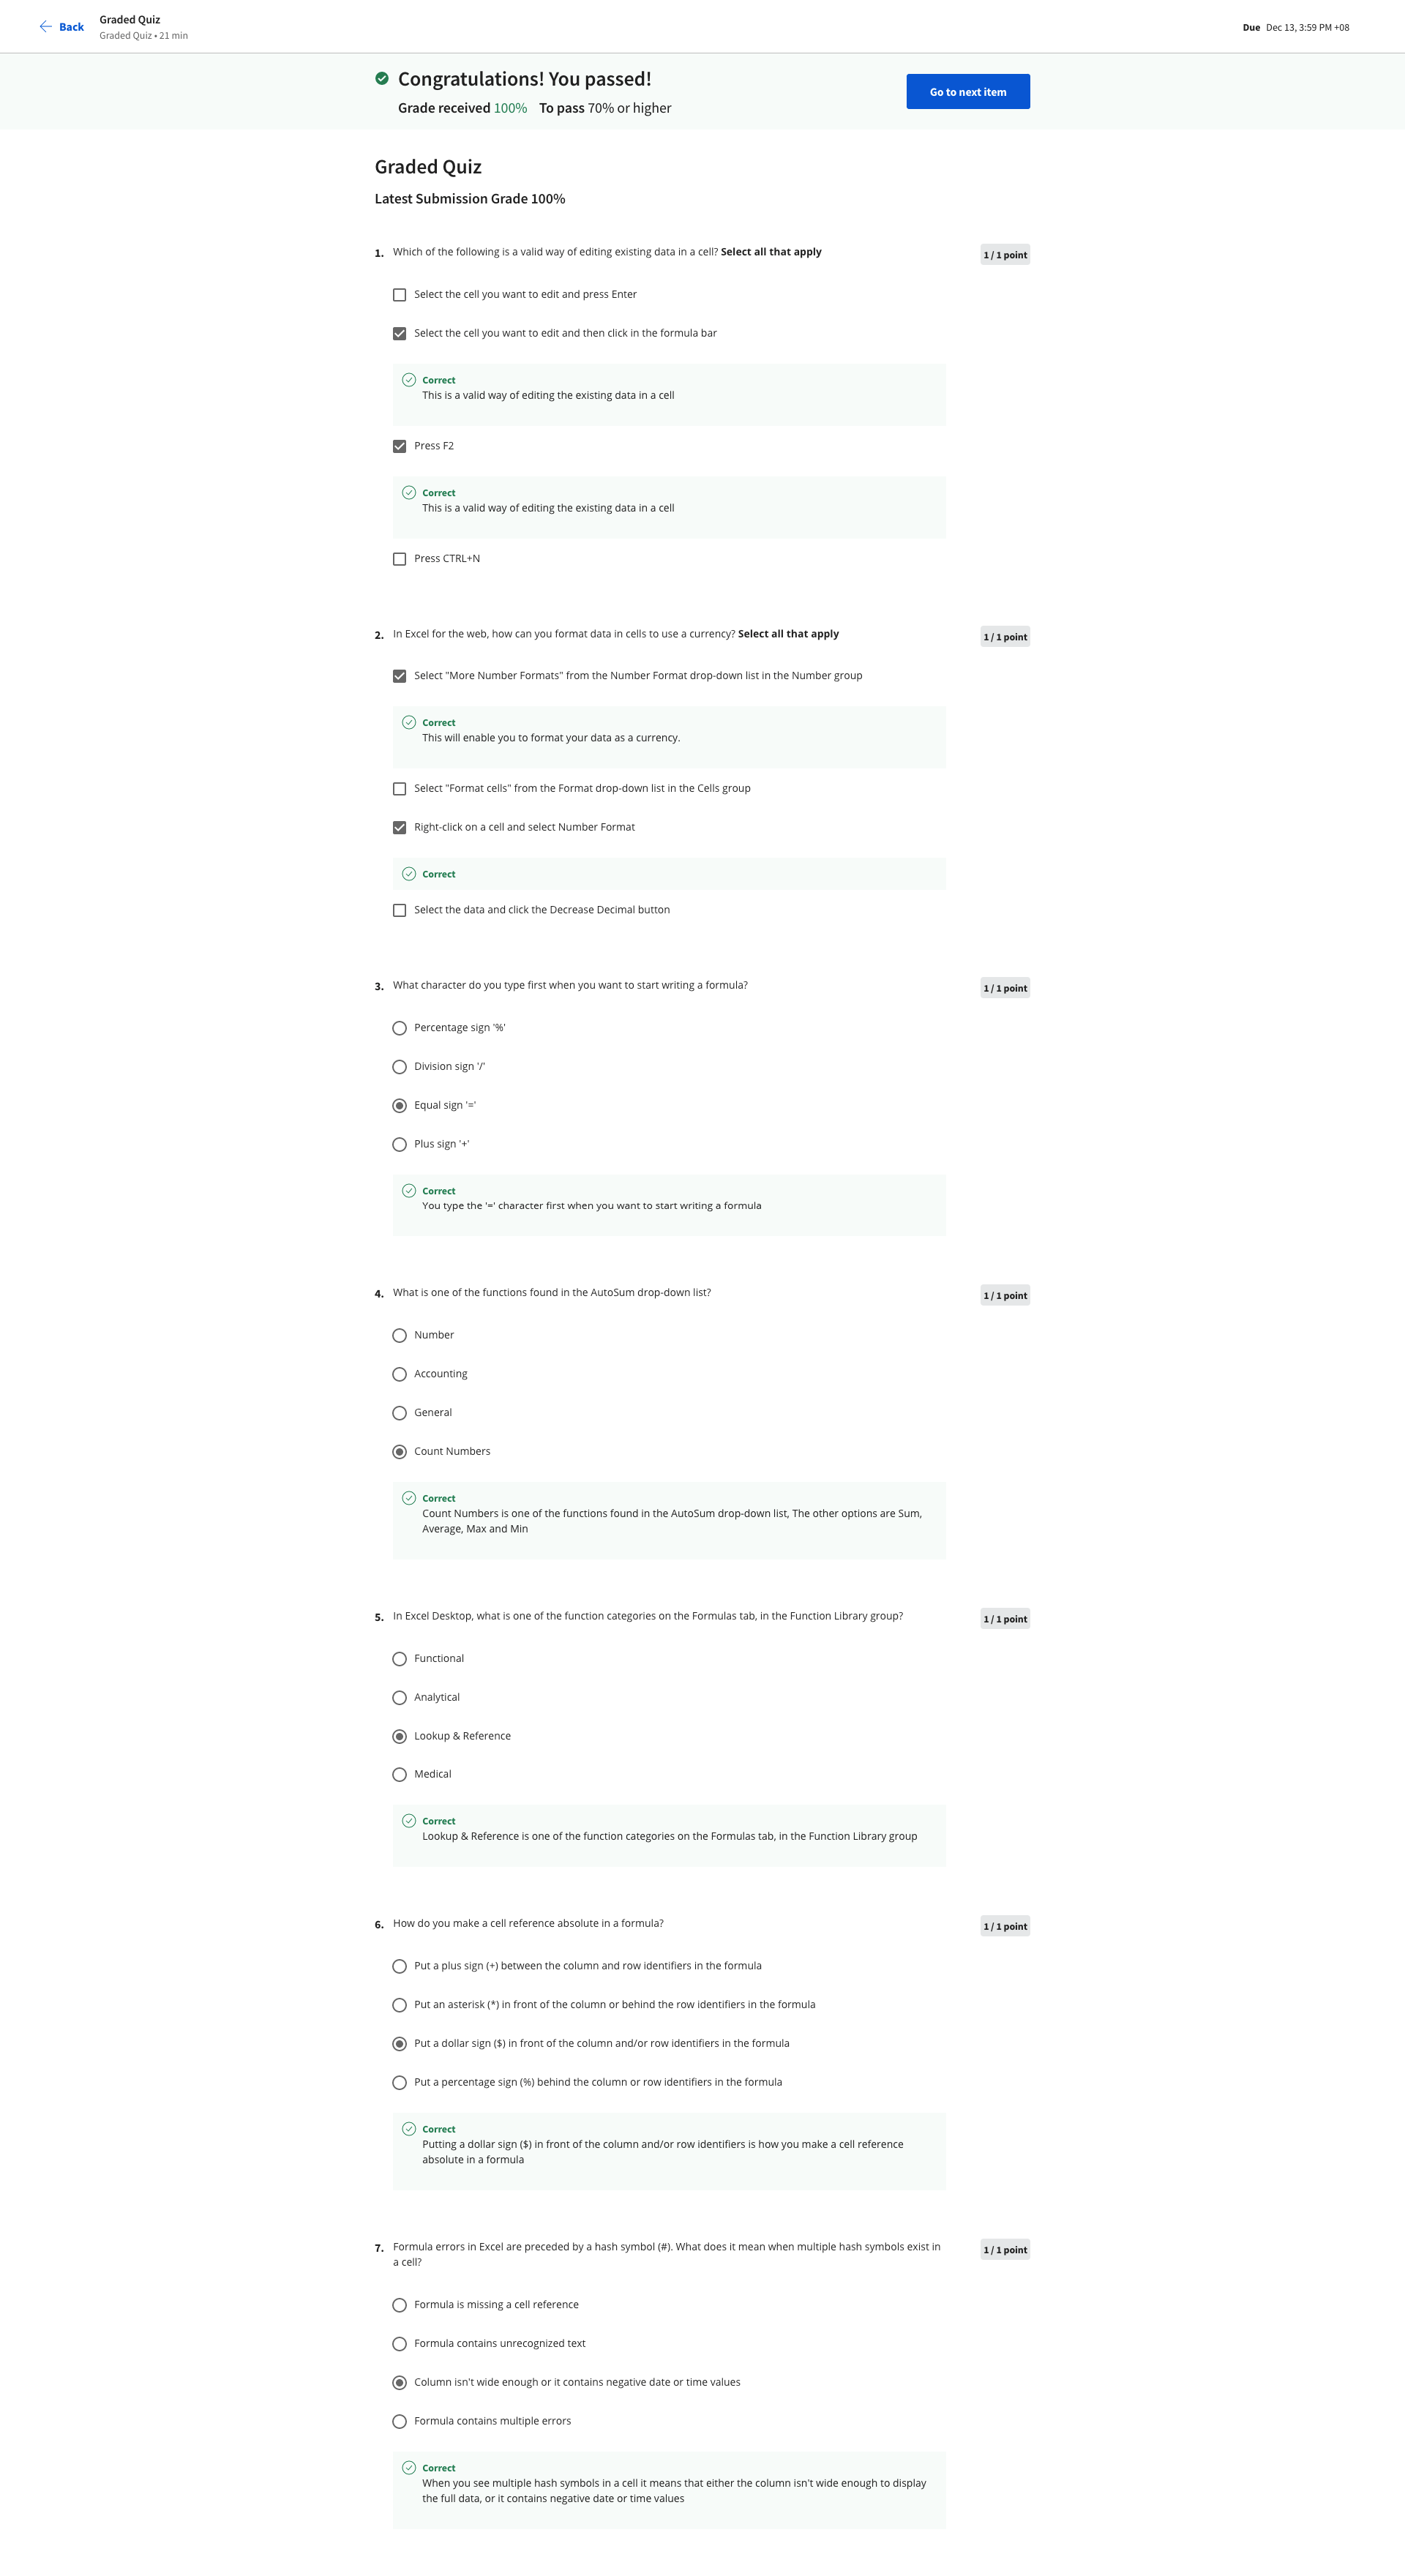 Back
Graded Quiz
Graded Quiz • 21 min
Due Dec 13, 3:59 PM +08
Congratulations! You passed!
Grade received 100% To pass 70% or higher
Go to next item
Graded Quiz
Latest Submission Grade 100%
1. Which of the following is a valid way of editing existing data in a cell? Select all that apply
1 / 1 point
Select the cell you want to edit and press Enter
Select the cell you want to edit and then click in the formula bar
Correct
This is a valid way of editing the existing data in a cell
Press F2
Correct
This is a valid way of editing the existing data in a cell
Press CTRL+N
2. In Excel for the web, how can you format data in cells to use a currency? Select all that apply
1 / 1 point
Select "More Number Formats" from the Number Format drop-down list in the Number group
Correct
This will enable you to format your data as a currency.
Select "Format cells" from the Format drop-down list in the Cells group
Right-click on a cell and select Number Format
Correct
Select the data and click the Decrease Decimal button
3. What character do you type first when you want to start writing a formula?
1 / 1 point
Percentage sign '%'
Division sign '/'
Equal sign '='
Plus sign '+'
Correct
You type the '=' character first when you want to start writing a formula
4. What is one of the functions found in the AutoSum drop-down list?
1 / 1 point
Number
Accounting
General
Count Numbers
Correct
Count Numbers is one of the functions found in the AutoSum drop-down list, The other options are Sum,
Average, Max and Min
5. In Excel Desktop, what is one of the function categories on the Formulas tab, in the Function Library group?
1 / 1 point
Functional
Analytical
Lookup & Reference
Medical
Correct
Lookup & Reference is one of the function categories on the Formulas tab, in the Function Library group
6. How do you make a cell reference absolute in a formula?
1 / 1 point
Put a plus sign (+) between the column and row identifiers in the formula
Put an asterisk (*) in front of the column or behind the row identifiers in the formula
Put a dollar sign ($) in front of the column and/or row identifiers in the formula
Put a percentage sign (%) behind the column or row identifiers in the formula
Correct
Putting a dollar sign ($) in front of the column and/or row identifiers is how you make a cell reference
absolute in a formula
7. Formula errors in Excel are preceded by a hash symbol (#). What does it mean when multiple hash symbols exist in
a cell?
1 / 1 point
Formula is missing a cell reference
Formula contains unrecognized text
Column isn't wide enough or it contains negative date or time values
Formula contains multiple errors
Correct
When you see multiple hash symbols in a cell it means that either the column isn't wide enough to display
the full data, or it contains negative date or time values